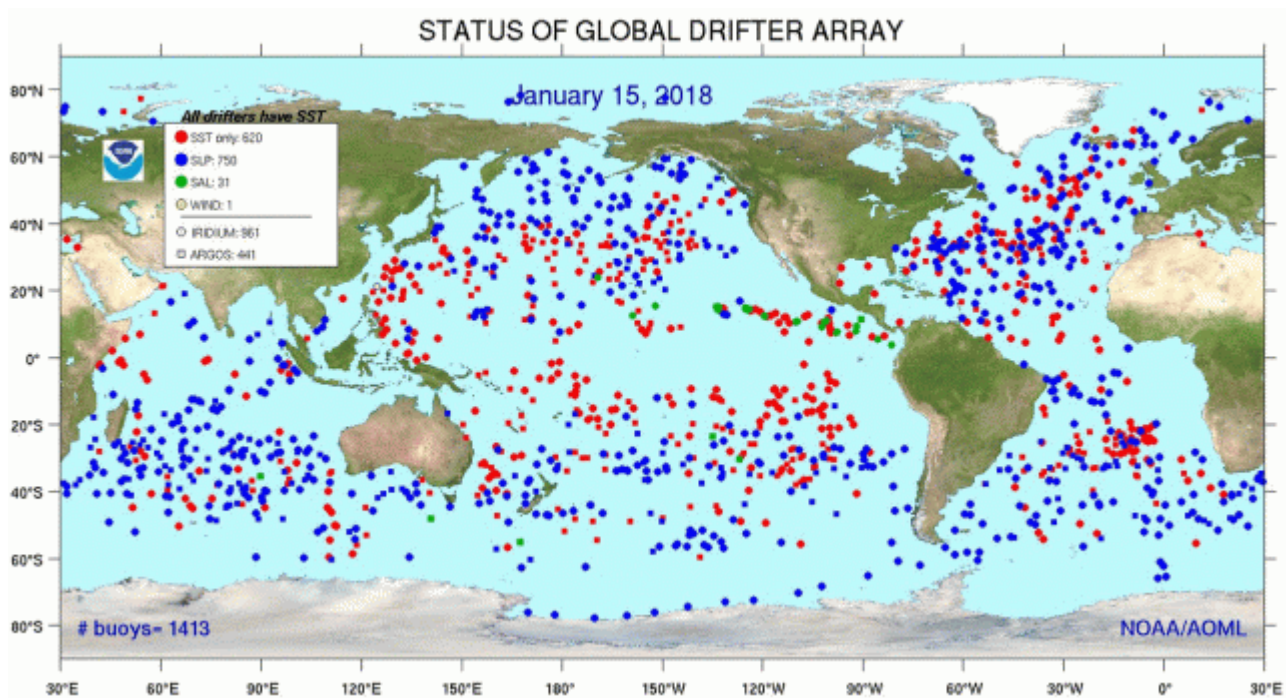 STATUS OF GLOBAL DRIFTER ARRAY
January 15, 2018
All drifters have SST
SST only: 620
SLP: 750
SAL: 31
WIND: 1
IRIDIUM: 961
ARGOS: 441
80°N
60°N
40°N
20°N
0°
20°S
40°S
60°S
80°S
# buoys= 1413
NOAA/AOML
30°E 60°E 90°E 120°E 150°E 180° 150°W 120°W 90°W 60°W 30°W 0° 30°E